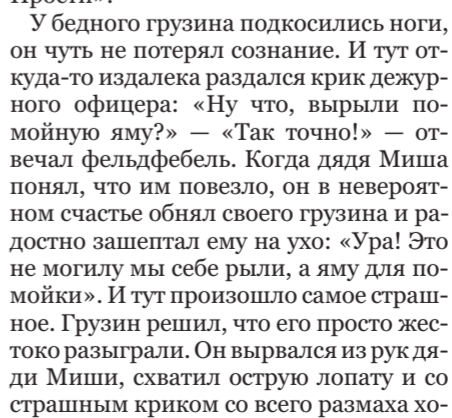 У бедного грузина подкосились ноги,
он чуть не потерял сознание. И тут от-
куда-то издалека раздался крик дежур-
ного офицера: «Ну что, вырыли по-
мойную яму?» — «Так точно!» — от-
вечал фельдфебель. Когда дядя Миша
понял, что им повезло, он в невероят-
ном счастье обнял своего грузина и ра-
достно зашептал ему на ухо: «Ура! Это
не могилу мы себе рыли, а яму для по-
мойки». И тут произошло самое страш-
ное. Грузин решил, что его просто жес-
токо разыграли. Он вырвался из рук дя-
ди Миши, схватил острую лопату и со
страшным криком со всего размаха хо-